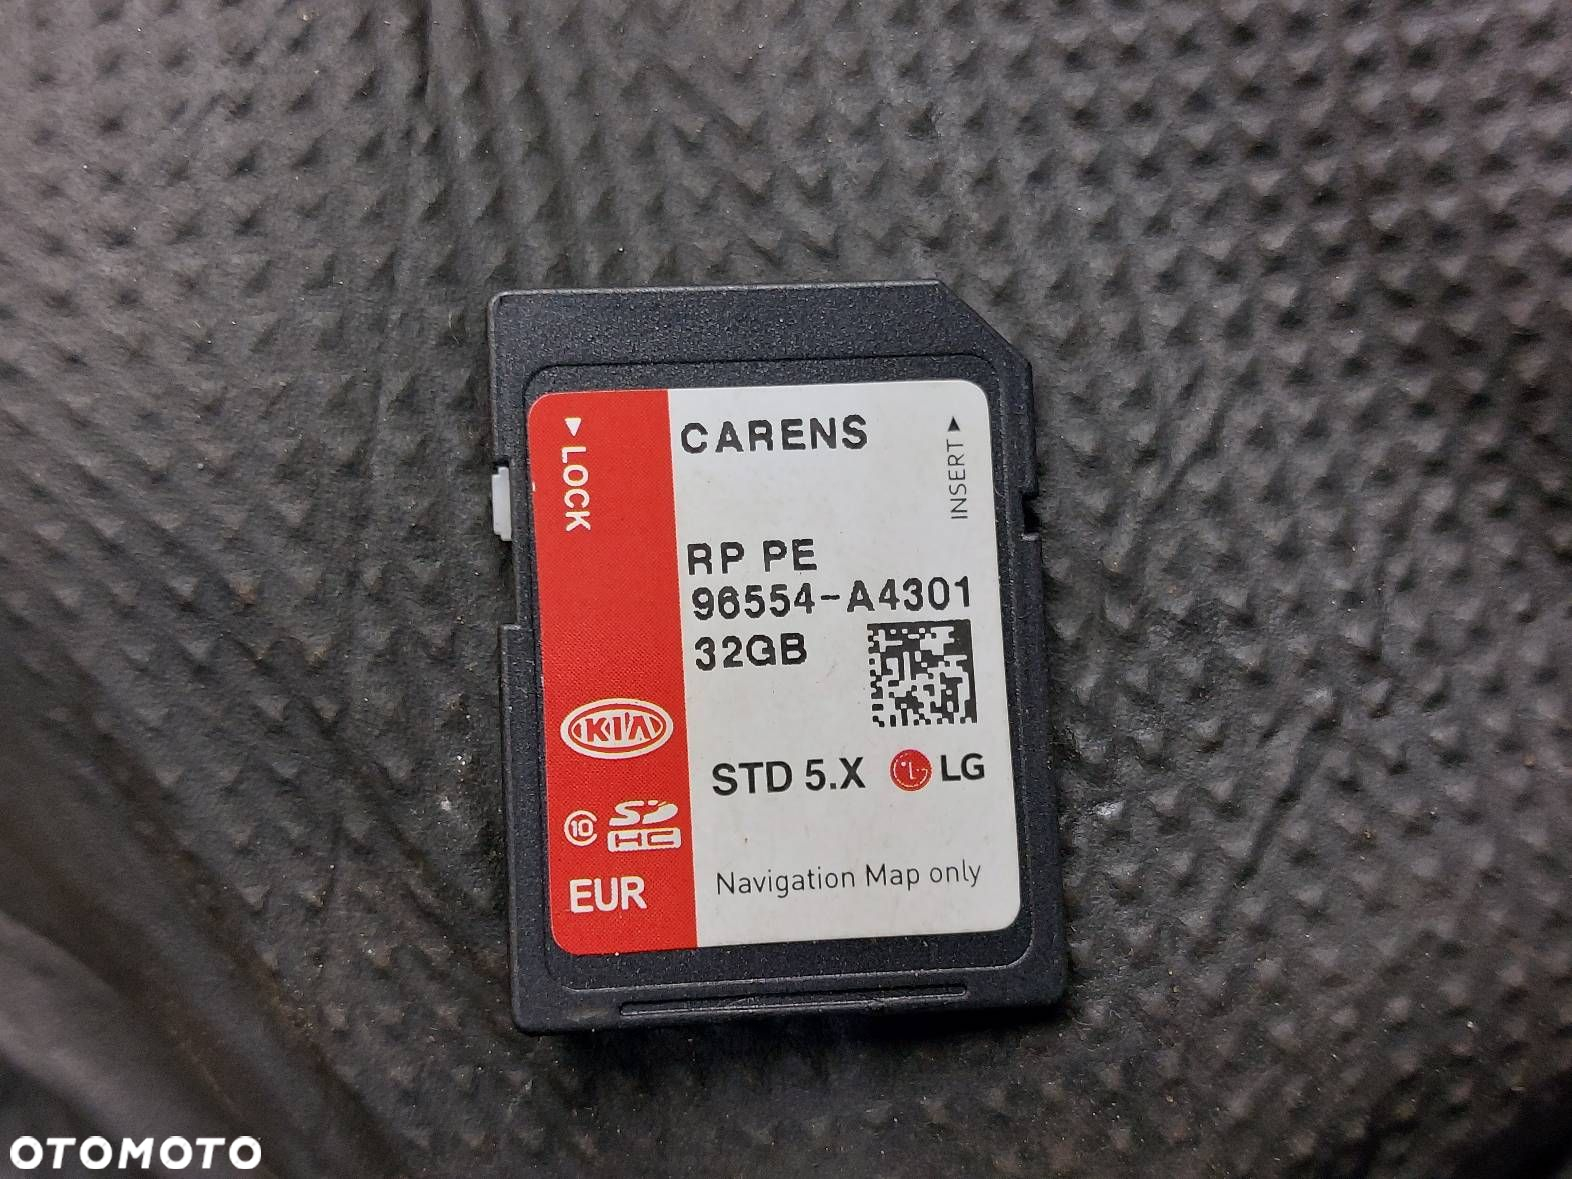 CARENS
INSERT
LOCK
RP PE
96554-A4301
32GB
KIA
STD 5.X LG
10 SD HC
Navigation Map only
EUR
OTOMOTO